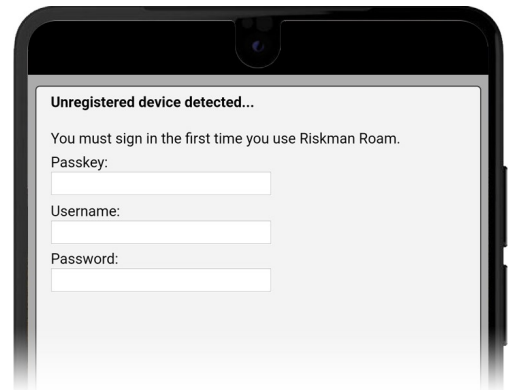 Unregistered device detected...
You must sign in the first time you use Riskman Roam.
Passkey:
Username:
Password: